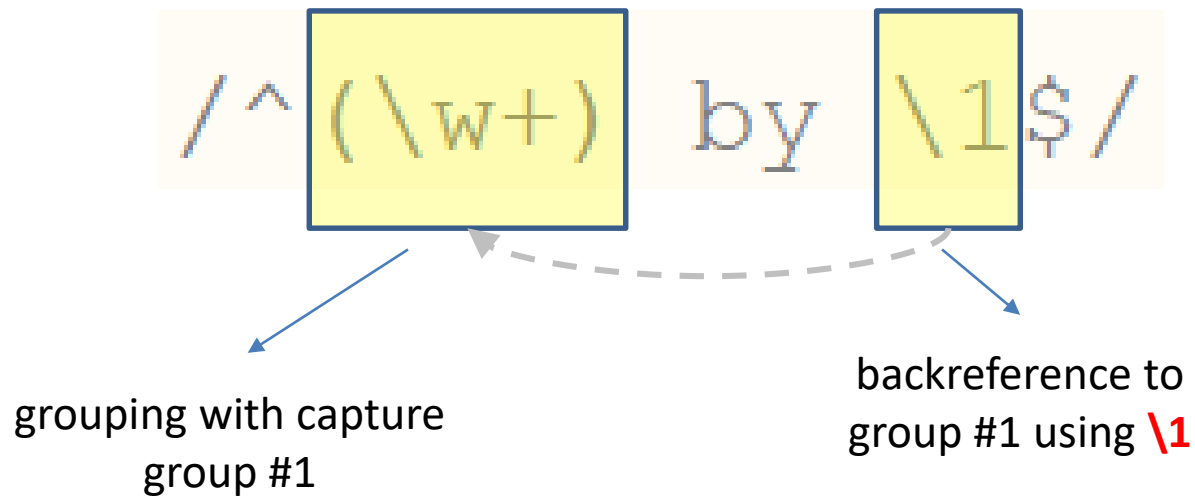 /^(\w+) by \1$/
grouping with capture
group #1
backreference to
group #1 using \1